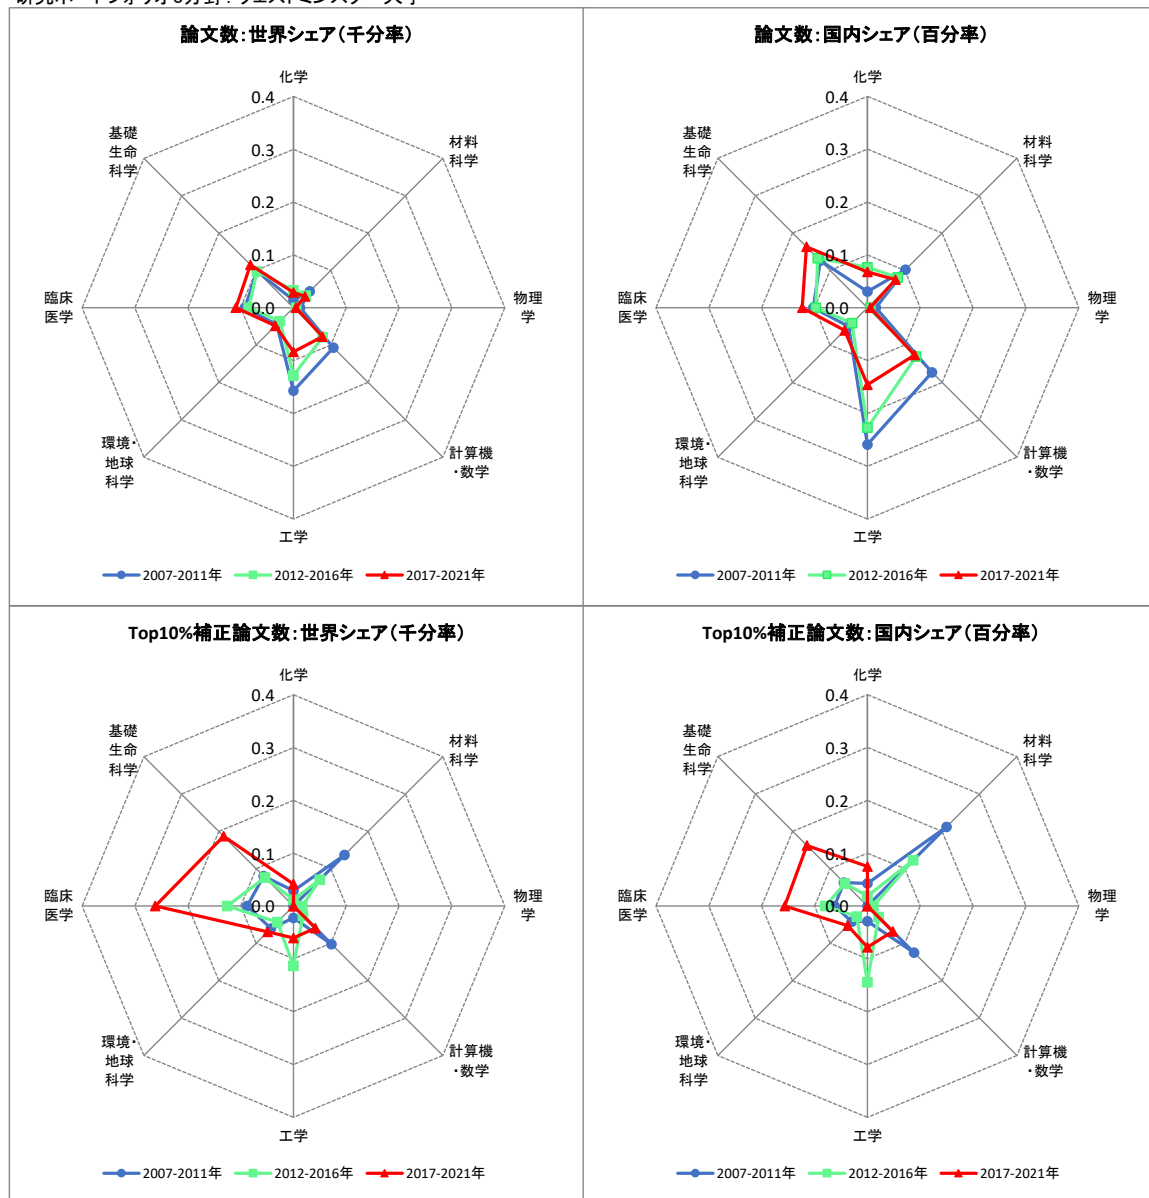 論文数：世界シェア（千分率）
化学
0.4
0.3
0.2
0.1
0.0
材料
科学
物理
学
計算機
・数学
工学
環境・
地球
科学
臨床
医学
基礎
生命
科学
2007-2011年 2012-2016年 2017-2021年
論文数：国内シェア（百分率）
化学
0.4
0.3
0.2
0.1
0.0
材料
科学
物理
学
計算機
・数学
工学
環境・
地球
科学
臨床
医学
基礎
生命
科学
2007-2011年 2012-2016年 2017-2021年
Top10%補正論文数：世界シェア（千分率）
化学
0.4
0.3
0.2
0.1
0.0
材料
科学
物理
学
計算機
・数学
工学
環境・
地球
科学
臨床
医学
基礎
生命
科学
2007-2011年 2012-2016年 2017-2021年
Top10%補正論文数：国内シェア（百分率）
化学
0.4
0.3
0.2
0.1
0.0
材料
科学
物理
学
計算機
・数学
工学
環境・
地球
科学
臨床
医学
基礎
生命
科学
2007-2011年 2012-2016年 2017-2021年